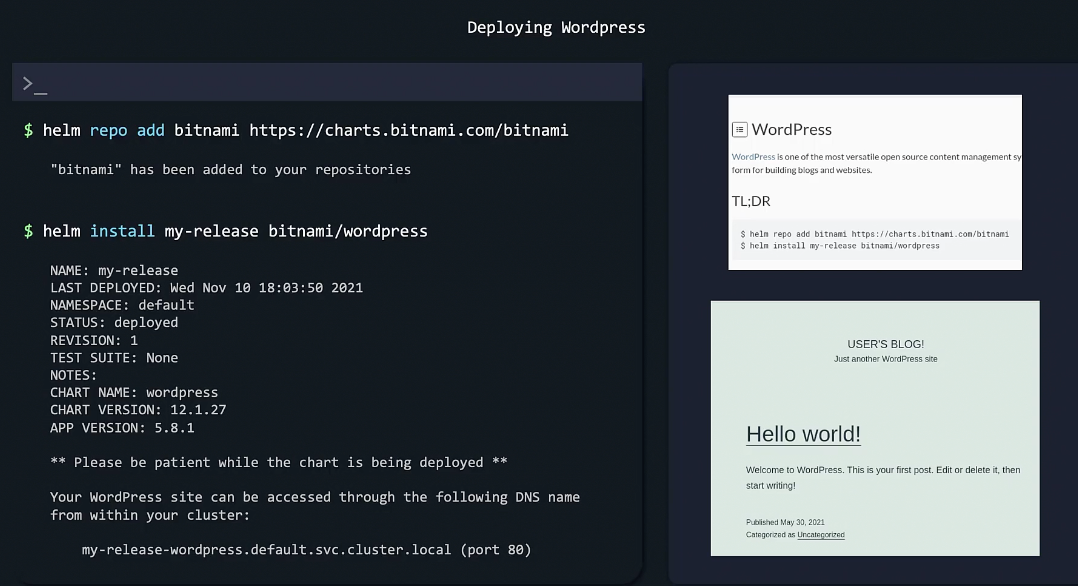 Deploying Wordpress
>_
$ helm repo add bitnami https://charts.bitnami.com/bitnami
"bitnami" has been added to your repositories
$ helm install my-release bitnami/wordpress
NAME: my-release
LAST DEPLOYED: Wed Nov 10 18:03:50 2021
NAMESPACE: default
STATUS: deployed
REVISION: 1
TEST SUITE: None
NOTES:
CHART NAME: wordpress
CHART VERSION: 12.1.27
APP VERSION: 5.8.1
** Please be patient while the chart is being deployed **
Your WordPress site can be accessed through the following DNS name
from within your cluster:
my-release-wordpress.default.svc.cluster.local (port 80)
WordPress
WordPress is one of the most versatile open source content management sy
form for building blogs and websites.
TL;DR
$ helm repo add bitnami https://charts.bitnami.com/bitnami
$ helm install my-release bitnami/wordpress
USER'S BLOG!
Just another WordPress site
Hello world!
Welcome to WordPress. This is your first post. Edit or delete it, then
start writing!
Published May 30, 2021
Categorized as Uncategorized